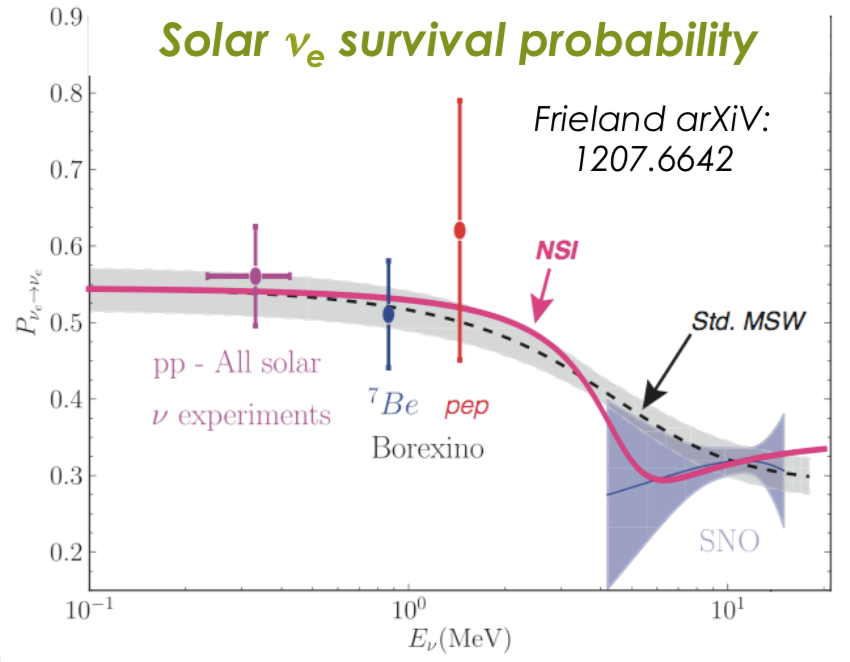 Solar νe survival probability
Frieland arXiV:
1207.6642
0.9
0.8
0.7
0.6
0.5
0.4
0.3
0.2
Pνe→νe
NSI
Std. MSW
pp - All solar
ν experiments
⁷Be
pep
Borexino
SNO
10⁻¹
10⁰
10¹
Eν(MeV)